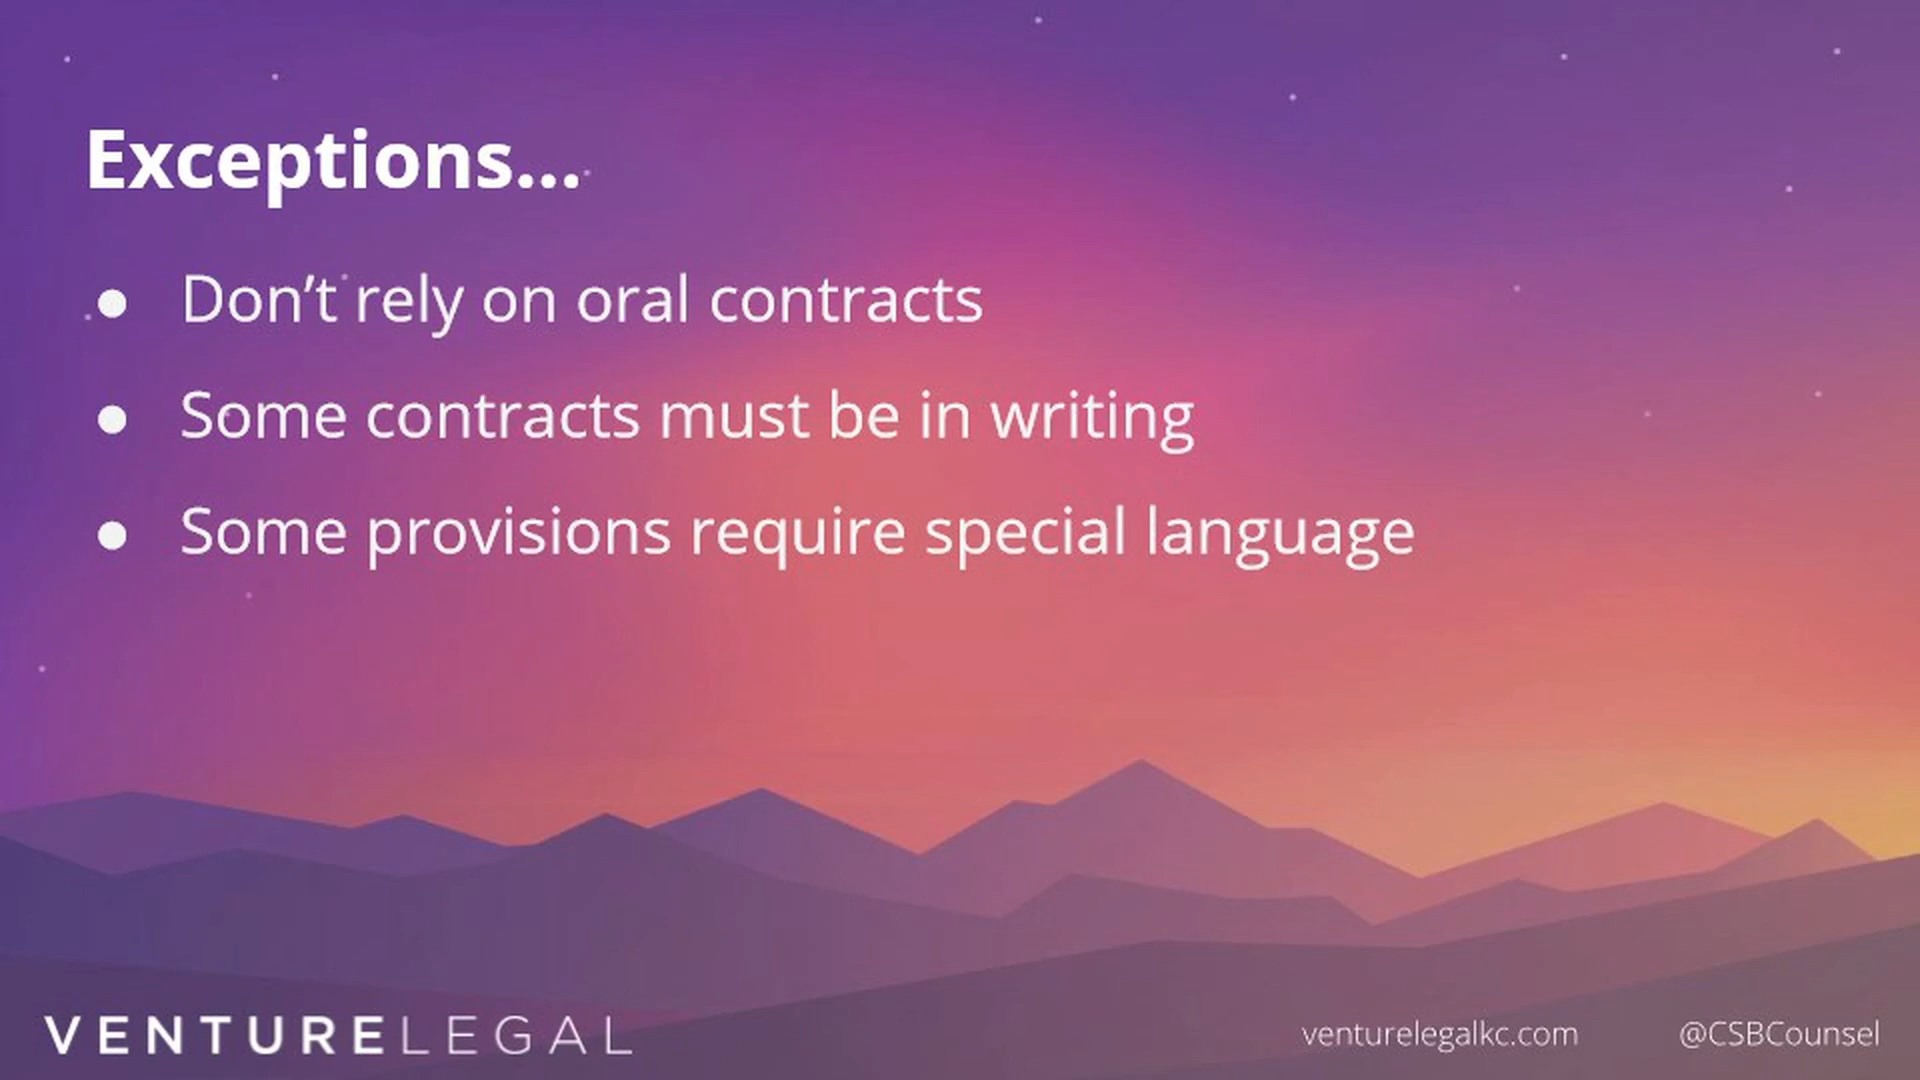 Exceptions...
● Don’t rely on oral contracts
● Some contracts must be in writing
● Some provisions require special language
VENTURELEGAL
venturelegalkc.com
@CSBCounsel